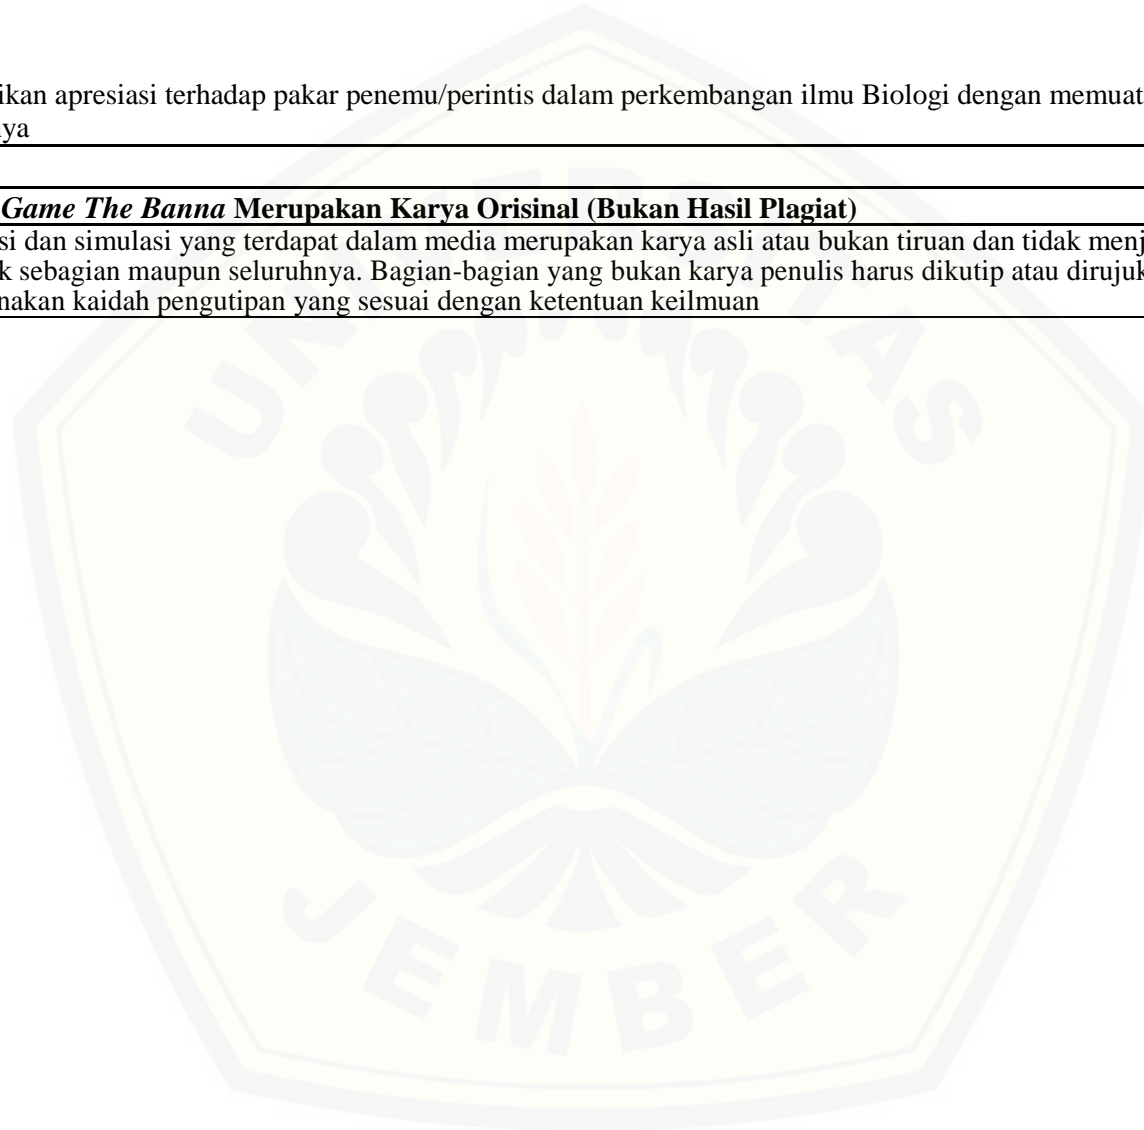 ikan apresiasi terhadap pakar penemu/perintis dalam perkembangan ilmu Biologi dengan memuat
ya
Game The Banna Merupakan Karya Orisinal (Bukan Hasil Plagiat)
si dan simulasi yang terdapat dalam media merupakan karya asli atau bukan tiruan dan tidak menj
k sebagian maupun seluruhnya. Bagian-bagian yang bukan karya penulis harus dikutip atau dirujuk
nakan kaidah pengutipan yang sesuai dengan ketentuan keilmuan
UNIVERSITAS
JEMBER